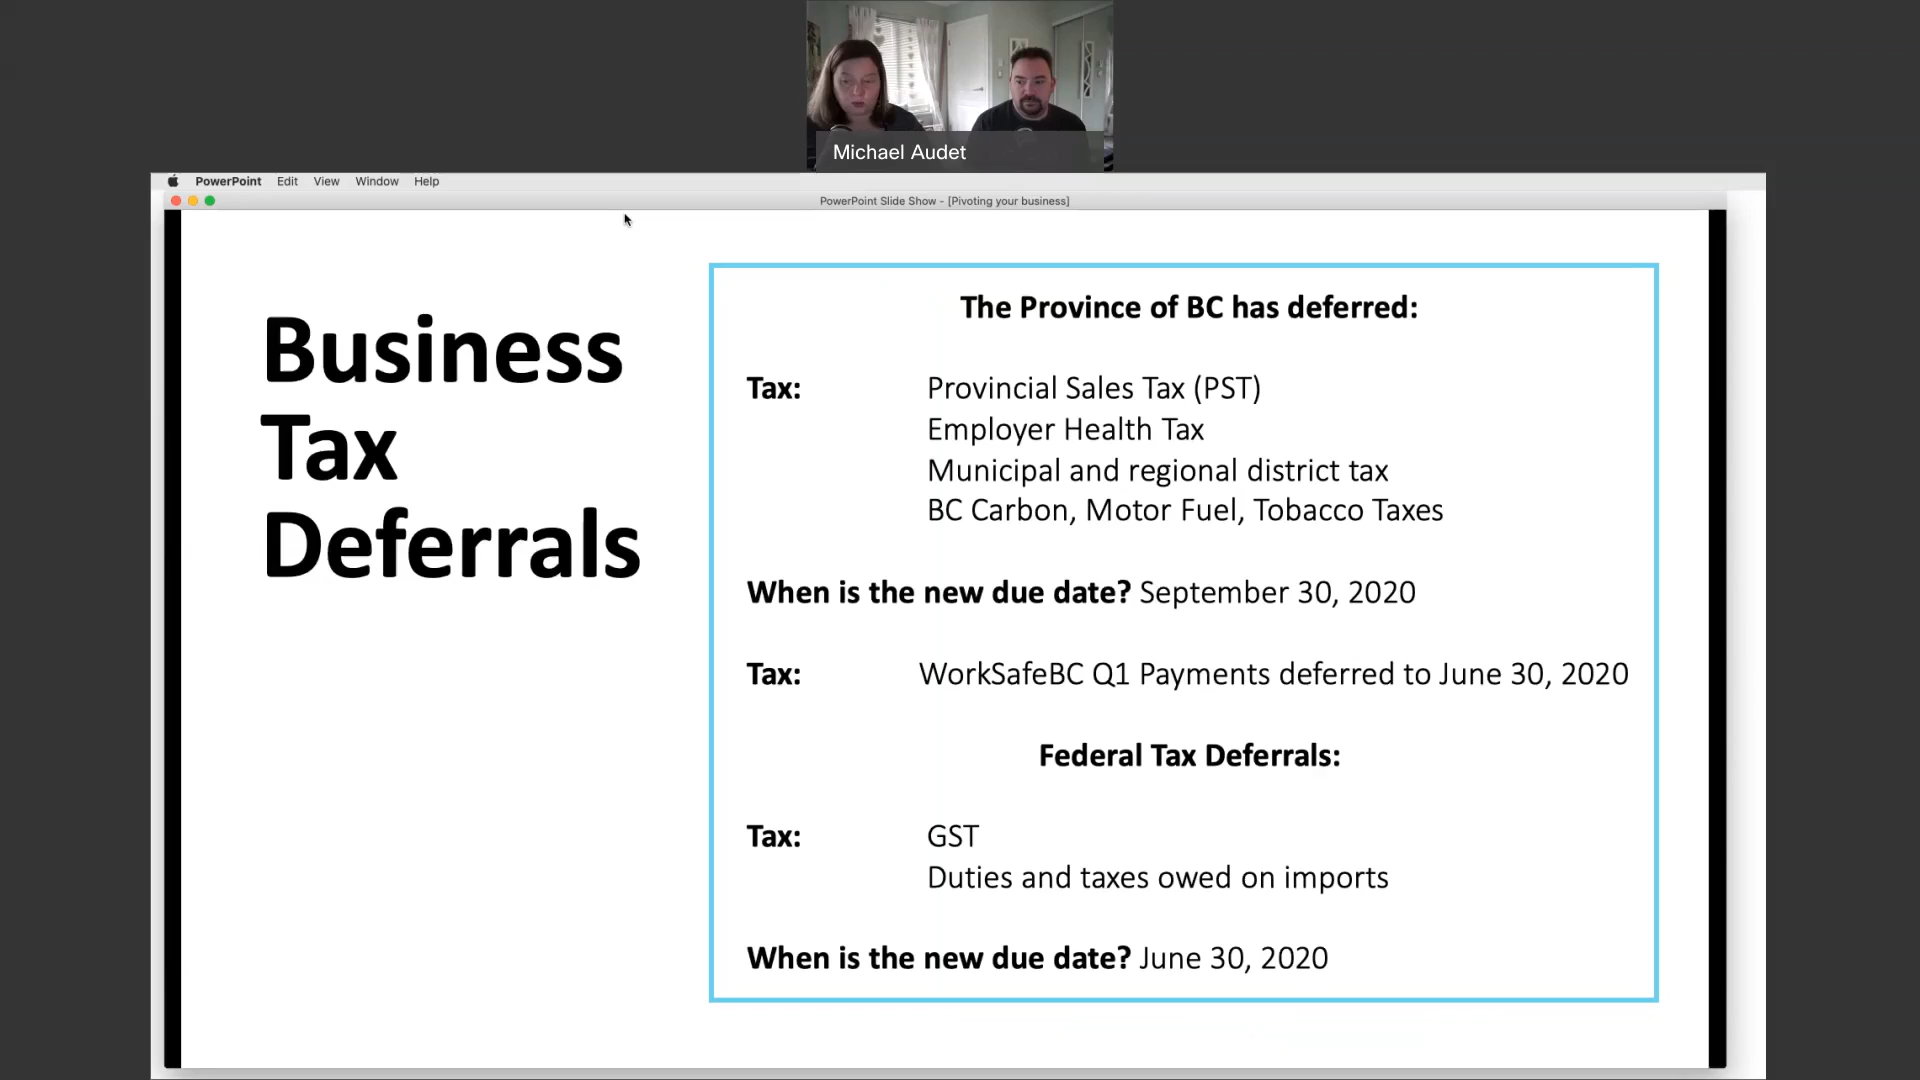 Michael Audet
PowerPoint Edit View Window Help
PowerPoint Slide Show - [Pivoting your business]
Business
Tax
Deferrals
The Province of BC has deferred:
Tax: Provincial Sales Tax (PST)
Employer Health Tax
Municipal and regional district tax
BC Carbon, Motor Fuel, Tobacco Taxes
When is the new due date? September 30, 2020
Tax: WorkSafeBC Q1 Payments deferred to June 30, 2020
Federal Tax Deferrals:
Tax: GST
Duties and taxes owed on imports
When is the new due date? June 30, 2020